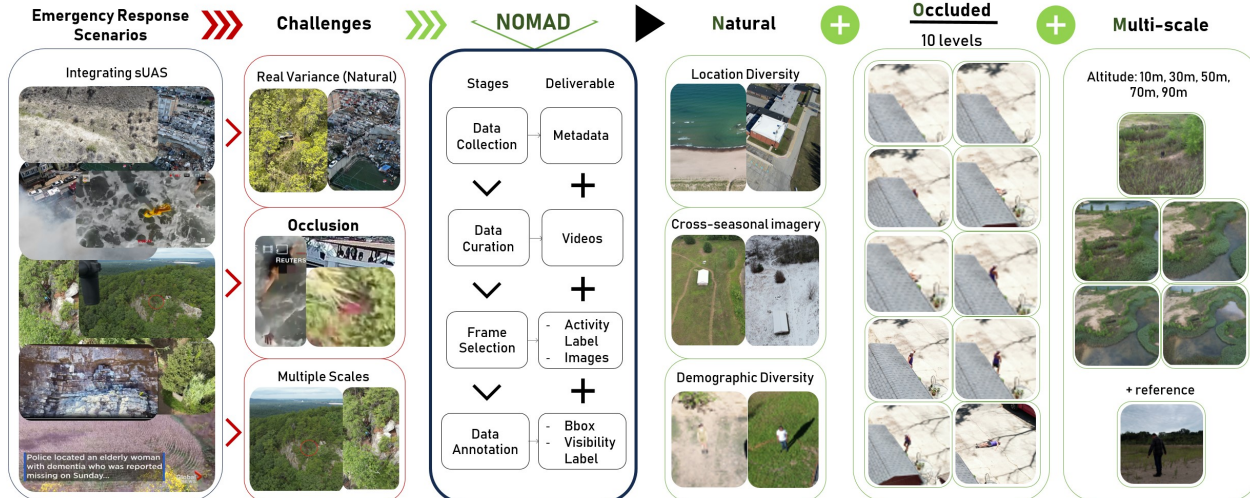 Emergency Response
Scenarios
Integrating sUAS
Police located an elderly woman
with dementia who was reported
missing on Sunday...
Global
Challenges
Real Variance (Natural)
Occlusion
REUTERS
Multiple Scales
NOMAD
Stages
Deliverable
Data
Collection
Metadata
Data
Curation
Videos
Frame
Selection
- Activity
Label
- Images
Data
Annotation
- Bbox
- Visibility
Label
Natural
Location Diversity
Cross-seasonal imagery
Demographic Diversity
Occluded
10 levels
Multi-scale
Altitude: 10m, 30m, 50m,
70m, 90m
+ reference